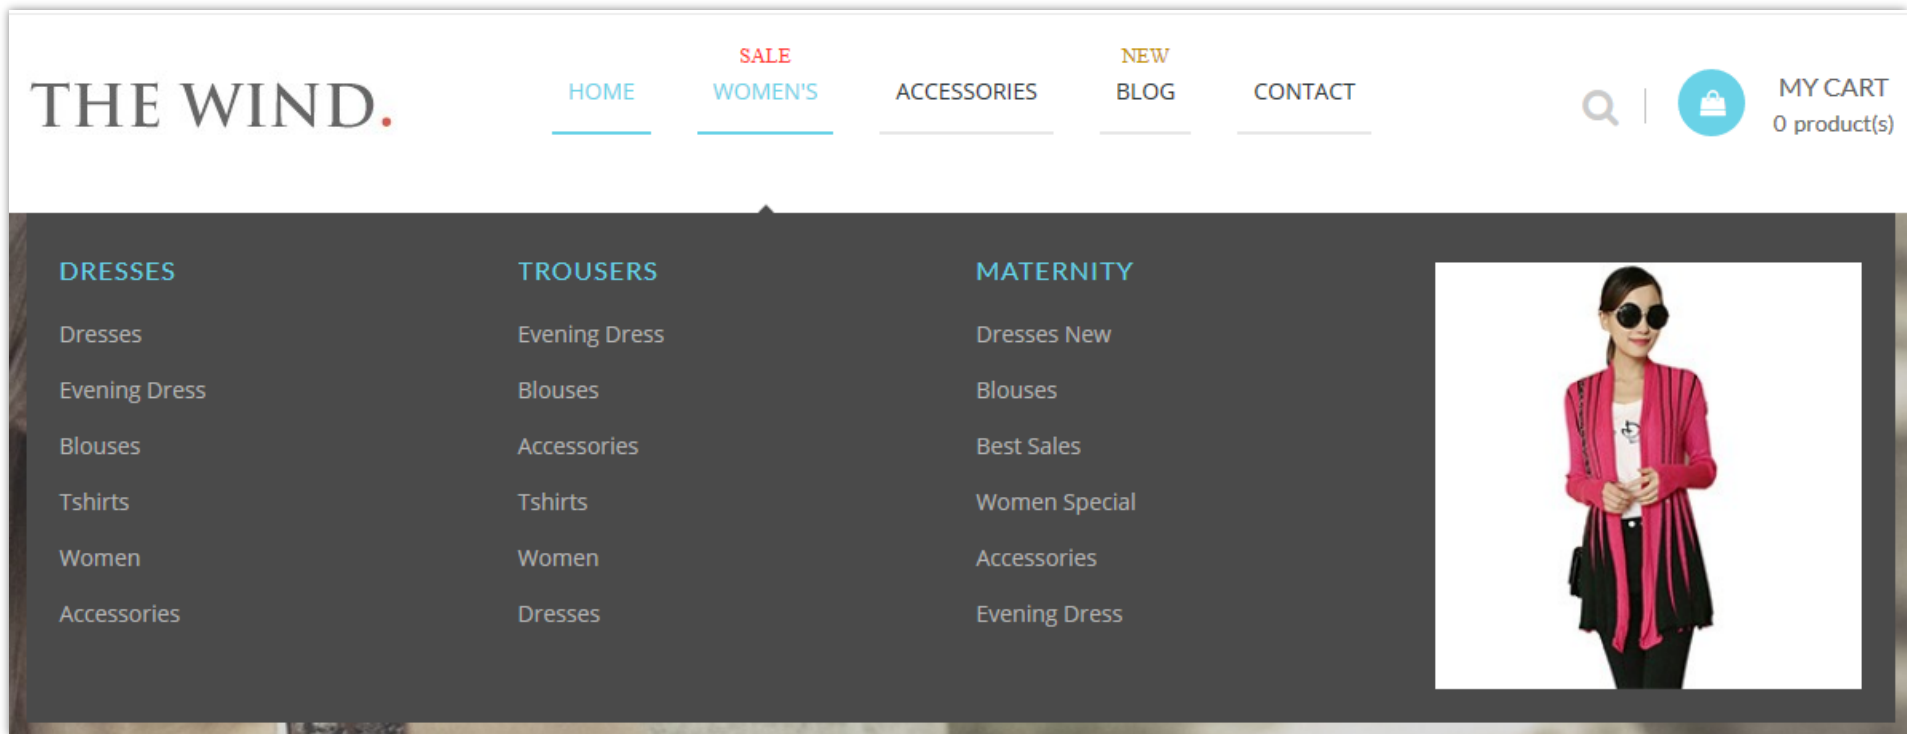 THE WIND.
HOME
SALE
WOMEN'S
ACCESSORIES
NEW
BLOG
CONTACT
MY CART
0 product(s)
DRESSES
Dresses
Evening Dress
Blouses
Tshirts
Women
Accessories
TROUSERS
Evening Dress
Blouses
Accessories
Tshirts
Women
Dresses
MATERNITY
Dresses New
Blouses
Best Sales
Women Special
Accessories
Evening Dress